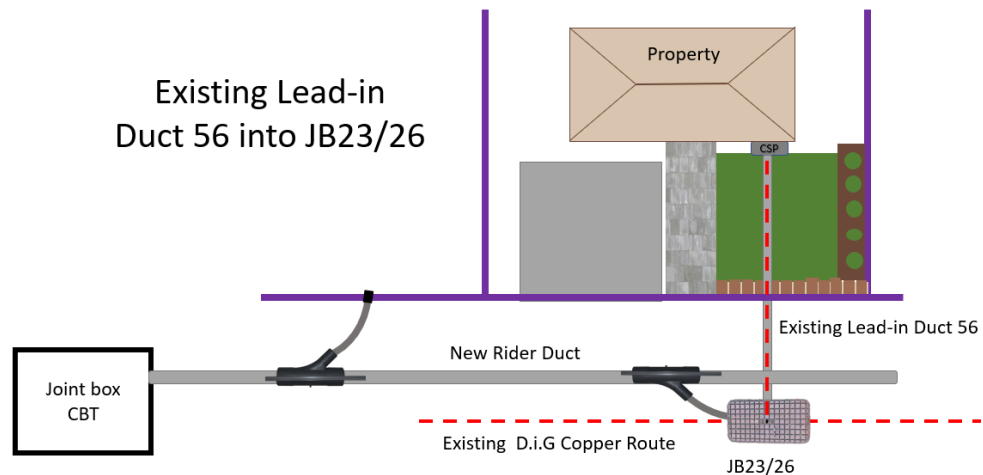 Existing Lead-in
Duct 56 into JB23/26
Property
CSP
Existing Lead-in Duct 56
New Rider Duct
Joint box
CBT
Existing  D.i.G Copper Route
JB23/26